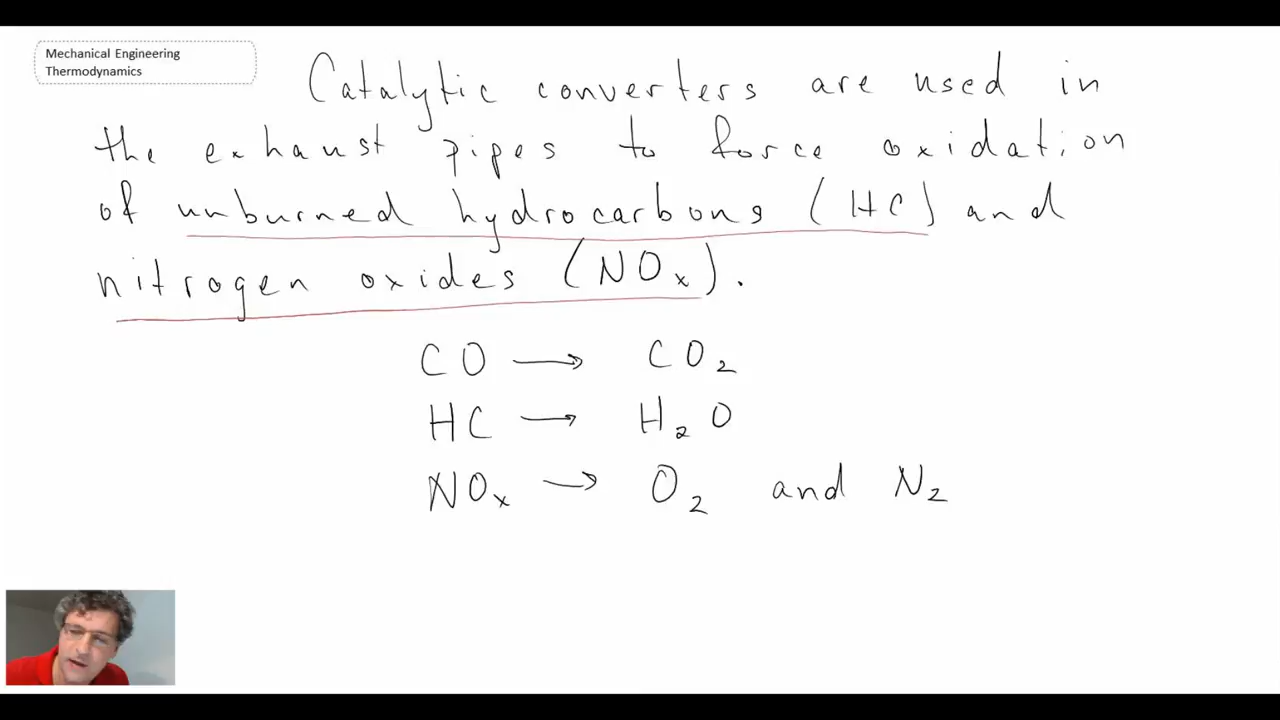 Mechanical Engineering
Thermodynamics
Catalytic converters are used in
the exhaust pipes to force oxidation
of unburned hydrocarbons (HC) and
nitrogen oxides (NOx).
CO → CO2
HC → H2O
NOx → O2 and N2